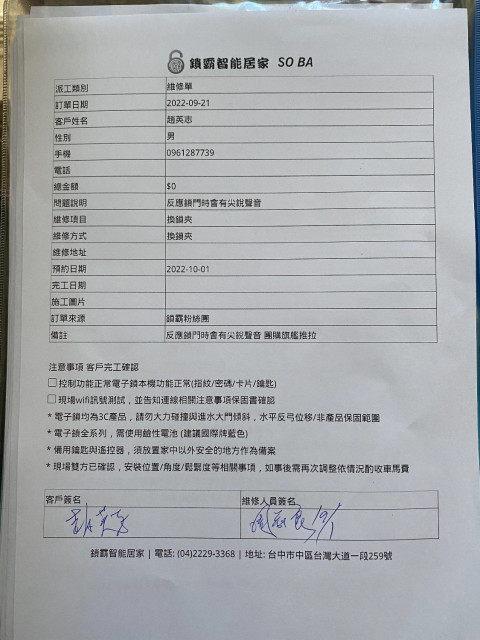 鎖霸智能居家 SO BA
派工類別 維修單
訂單日期 2022-09-21
客戶姓名 趙英志
性別 男
手機 0961287739
電話
總金額 $0
問題說明 反應鎖門時會有尖銳聲音
維修項目 換鎖夾
維修方式 換鎖夾
維修地址
預約日期 2022-10-01
完工日期
施工圖片
訂單來源 鎖霸粉絲團
備註 反應鎖門時會有尖銳聲音 團購旗艦推拉
注意事項 客戶完工確認
控制功能正常電子鎖本機功能正常(指紋/密碼/卡片/鑰匙)
現場wifi訊號測試，並告知連線相關注意事項保固書確認
* 電子鎖均為3C產品，請勿大力碰撞與進水大門傾斜，水平反弓位移/非產品保固範圍
* 電子鎖全系列，需使用鹼性電池 (建議國際牌藍色)
* 備用鑰匙與遙控器，須放置家中以外安全的地方作為備案
* 現場雙方已確認，安裝位置/角度/鬆緊度等相關事項，如事後需再次調整依情況酌收車馬費
客戶簽名 維修人員簽名
10/1
鎖霸智能居家 | 電話: (04)2229-3368 | 地址: 台中市中區台灣大道一段259號